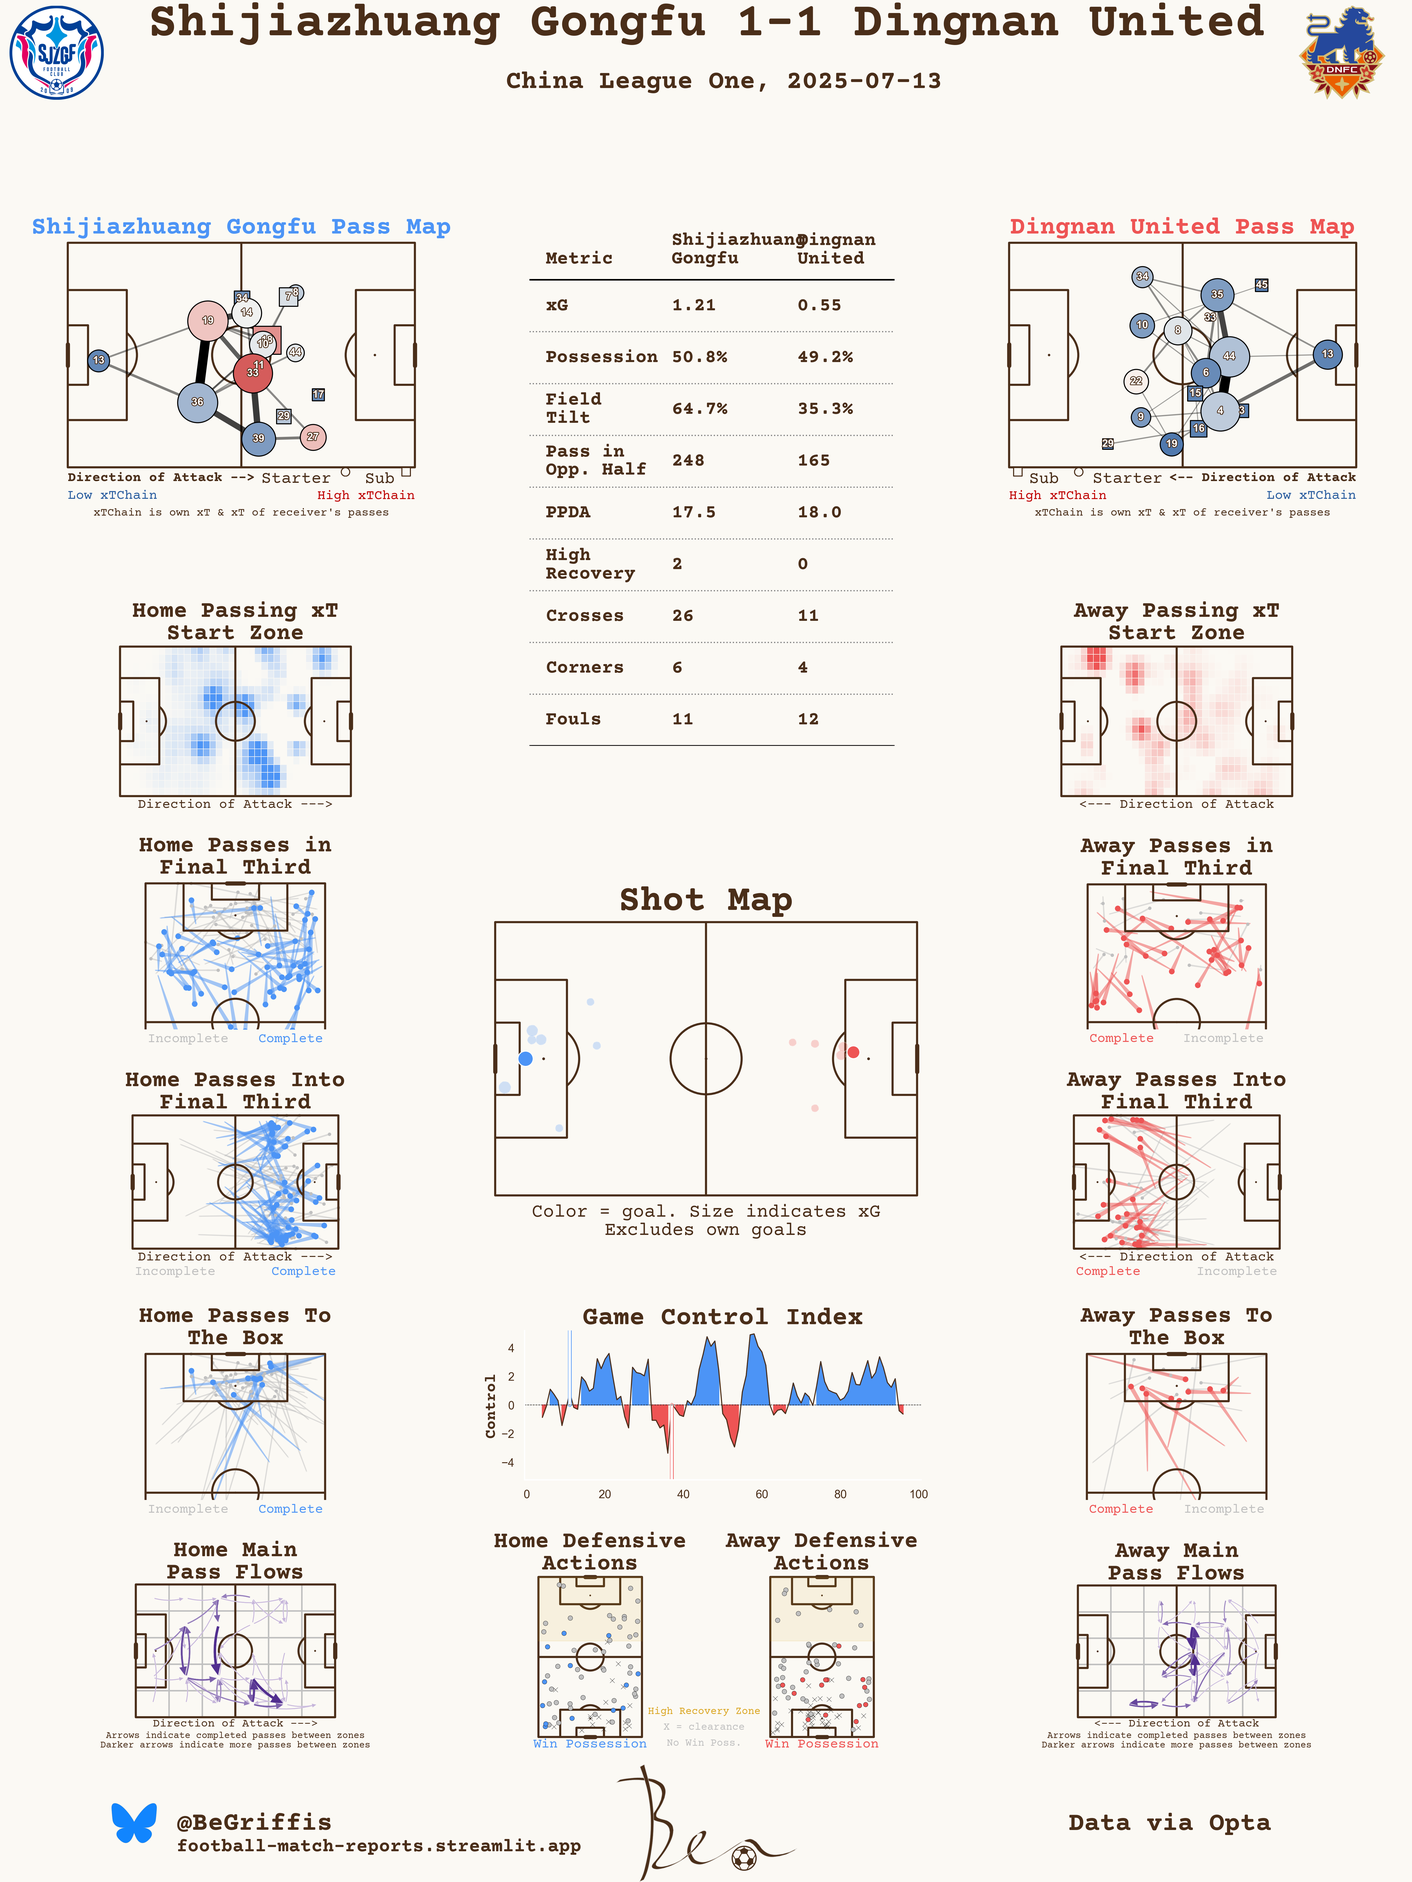 Shijiazhuang Gongfu 1-1 Dingnan United
China League One, 2025-07-13
SJZGF
FOOTBALL
CLUB
DNFC
Shijiazhuang Gongfu Pass Map
13
19
36
34
14
7
8
10
44
11
33
17
29
39
27
Direction of Attack --> Starter Sub
Low xTChain High xTChain
xTChain is own xT & xT of receiver's passes
Metric Shijiazhuang Gongfu Dingnan United
xG 1.21 0.55
Possession 50.8% 49.2%
Field Tilt 64.7% 35.3%
Pass in Opp. Half 248 165
PPDA 17.5 18.0
High Recovery 2 0
Crosses 26 11
Corners 6 4
Fouls 11 12
Dingnan United Pass Map
34
35
45
33
10
8
44
13
6
22
15
4
3
9
16
29
19
Sub Starter <-- Direction of Attack
High xTChain Low xTChain
xTChain is own xT & xT of receiver's passes
Home Passing xT
Start Zone
Direction of Attack --->
Away Passing xT
Start Zone
<--- Direction of Attack
Home Passes in
Final Third
Incomplete Complete
Away Passes in
Final Third
Complete Incomplete
Shot Map
Color = goal. Size indicates xG
Excludes own goals
Home Passes Into
Final Third
Direction of Attack --->
Incomplete Complete
Away Passes Into
Final Third
<--- Direction of Attack
Complete Incomplete
Home Passes To
The Box
Incomplete Complete
Game Control Index
Control
4
2
0
−2
−4
0 20 40 60 80 100
Away Passes To
The Box
Complete Incomplete
Home Main
Pass Flows
Direction of Attack --->
Arrows indicate completed passes between zones
Darker arrows indicate more passes between zones
Home Defensive
Actions
Win Possession
High Recovery Zone
X = clearance
No Win Poss.
Away Defensive
Actions
Win Possession
Away Main
Pass Flows
<--- Direction of Attack
Arrows indicate completed passes between zones
Darker arrows indicate more passes between zones
@BeGriffis
football-match-reports.streamlit.app
Ben
Data via Opta